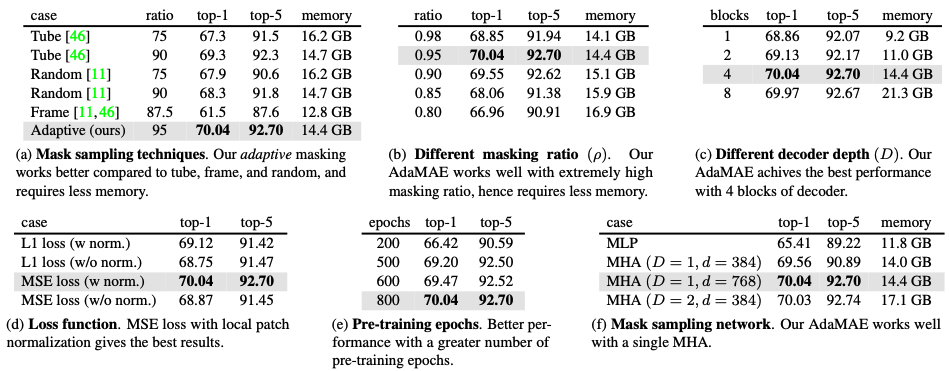 case ratio top-1 top-5 memory
Tube [46] 75 67.3 91.5 16.2 GB
Tube [46] 90 69.3 92.3 14.7 GB
Random [11] 75 67.9 90.6 16.2 GB
Random [11] 90 68.3 91.8 14.7 GB
Frame [11,46] 87.5 61.5 87.6 12.8 GB
Adaptive (ours) 95 70.04 92.70 14.4 GB
(a) Mask sampling techniques. Our adaptive masking
works better compared to tube, frame, and random, and
requires less memory.
ratio top-1 top-5 memory
0.98 68.85 91.94 14.1 GB
0.95 70.04 92.70 14.4 GB
0.90 69.55 92.62 15.1 GB
0.85 68.06 91.38 15.9 GB
0.80 66.96 90.91 16.9 GB
(b) Different masking ratio (ρ). Our
AdaMAE works well with extremely high
masking ratio, hence requires less memory.
blocks top-1 top-5 memory
1 68.86 92.07 9.2 GB
2 69.13 92.17 11.0 GB
4 70.04 92.70 14.4 GB
8 69.97 92.67 21.3 GB
(c) Different decoder depth (D). Our
AdaMAE achives the best performance
with 4 blocks of decoder.
case top-1 top-5
L1 loss (w norm.) 69.12 91.42
L1 loss (w/o norm.) 68.75 91.47
MSE loss (w norm.) 70.04 92.70
MSE loss (w/o norm.) 68.87 91.45
(d) Loss function. MSE loss with local patch
normalization gives the best results.
epochs top-1 top-5
200 66.42 90.59
500 69.20 92.50
600 69.47 92.52
800 70.04 92.70
(e) Pre-training epochs. Better per-
formance with a greater number of
pre-training epochs.
case top-1 top-5 memory
MLP 65.41 89.22 11.8 GB
MHA (D = 1, d = 384) 69.56 90.89 14.0 GB
MHA (D = 1, d = 768) 70.04 92.70 14.4 GB
MHA (D = 2, d = 384) 70.03 92.74 17.1 GB
(f) Mask sampling network. Our AdaMAE works well
with a single MHA.